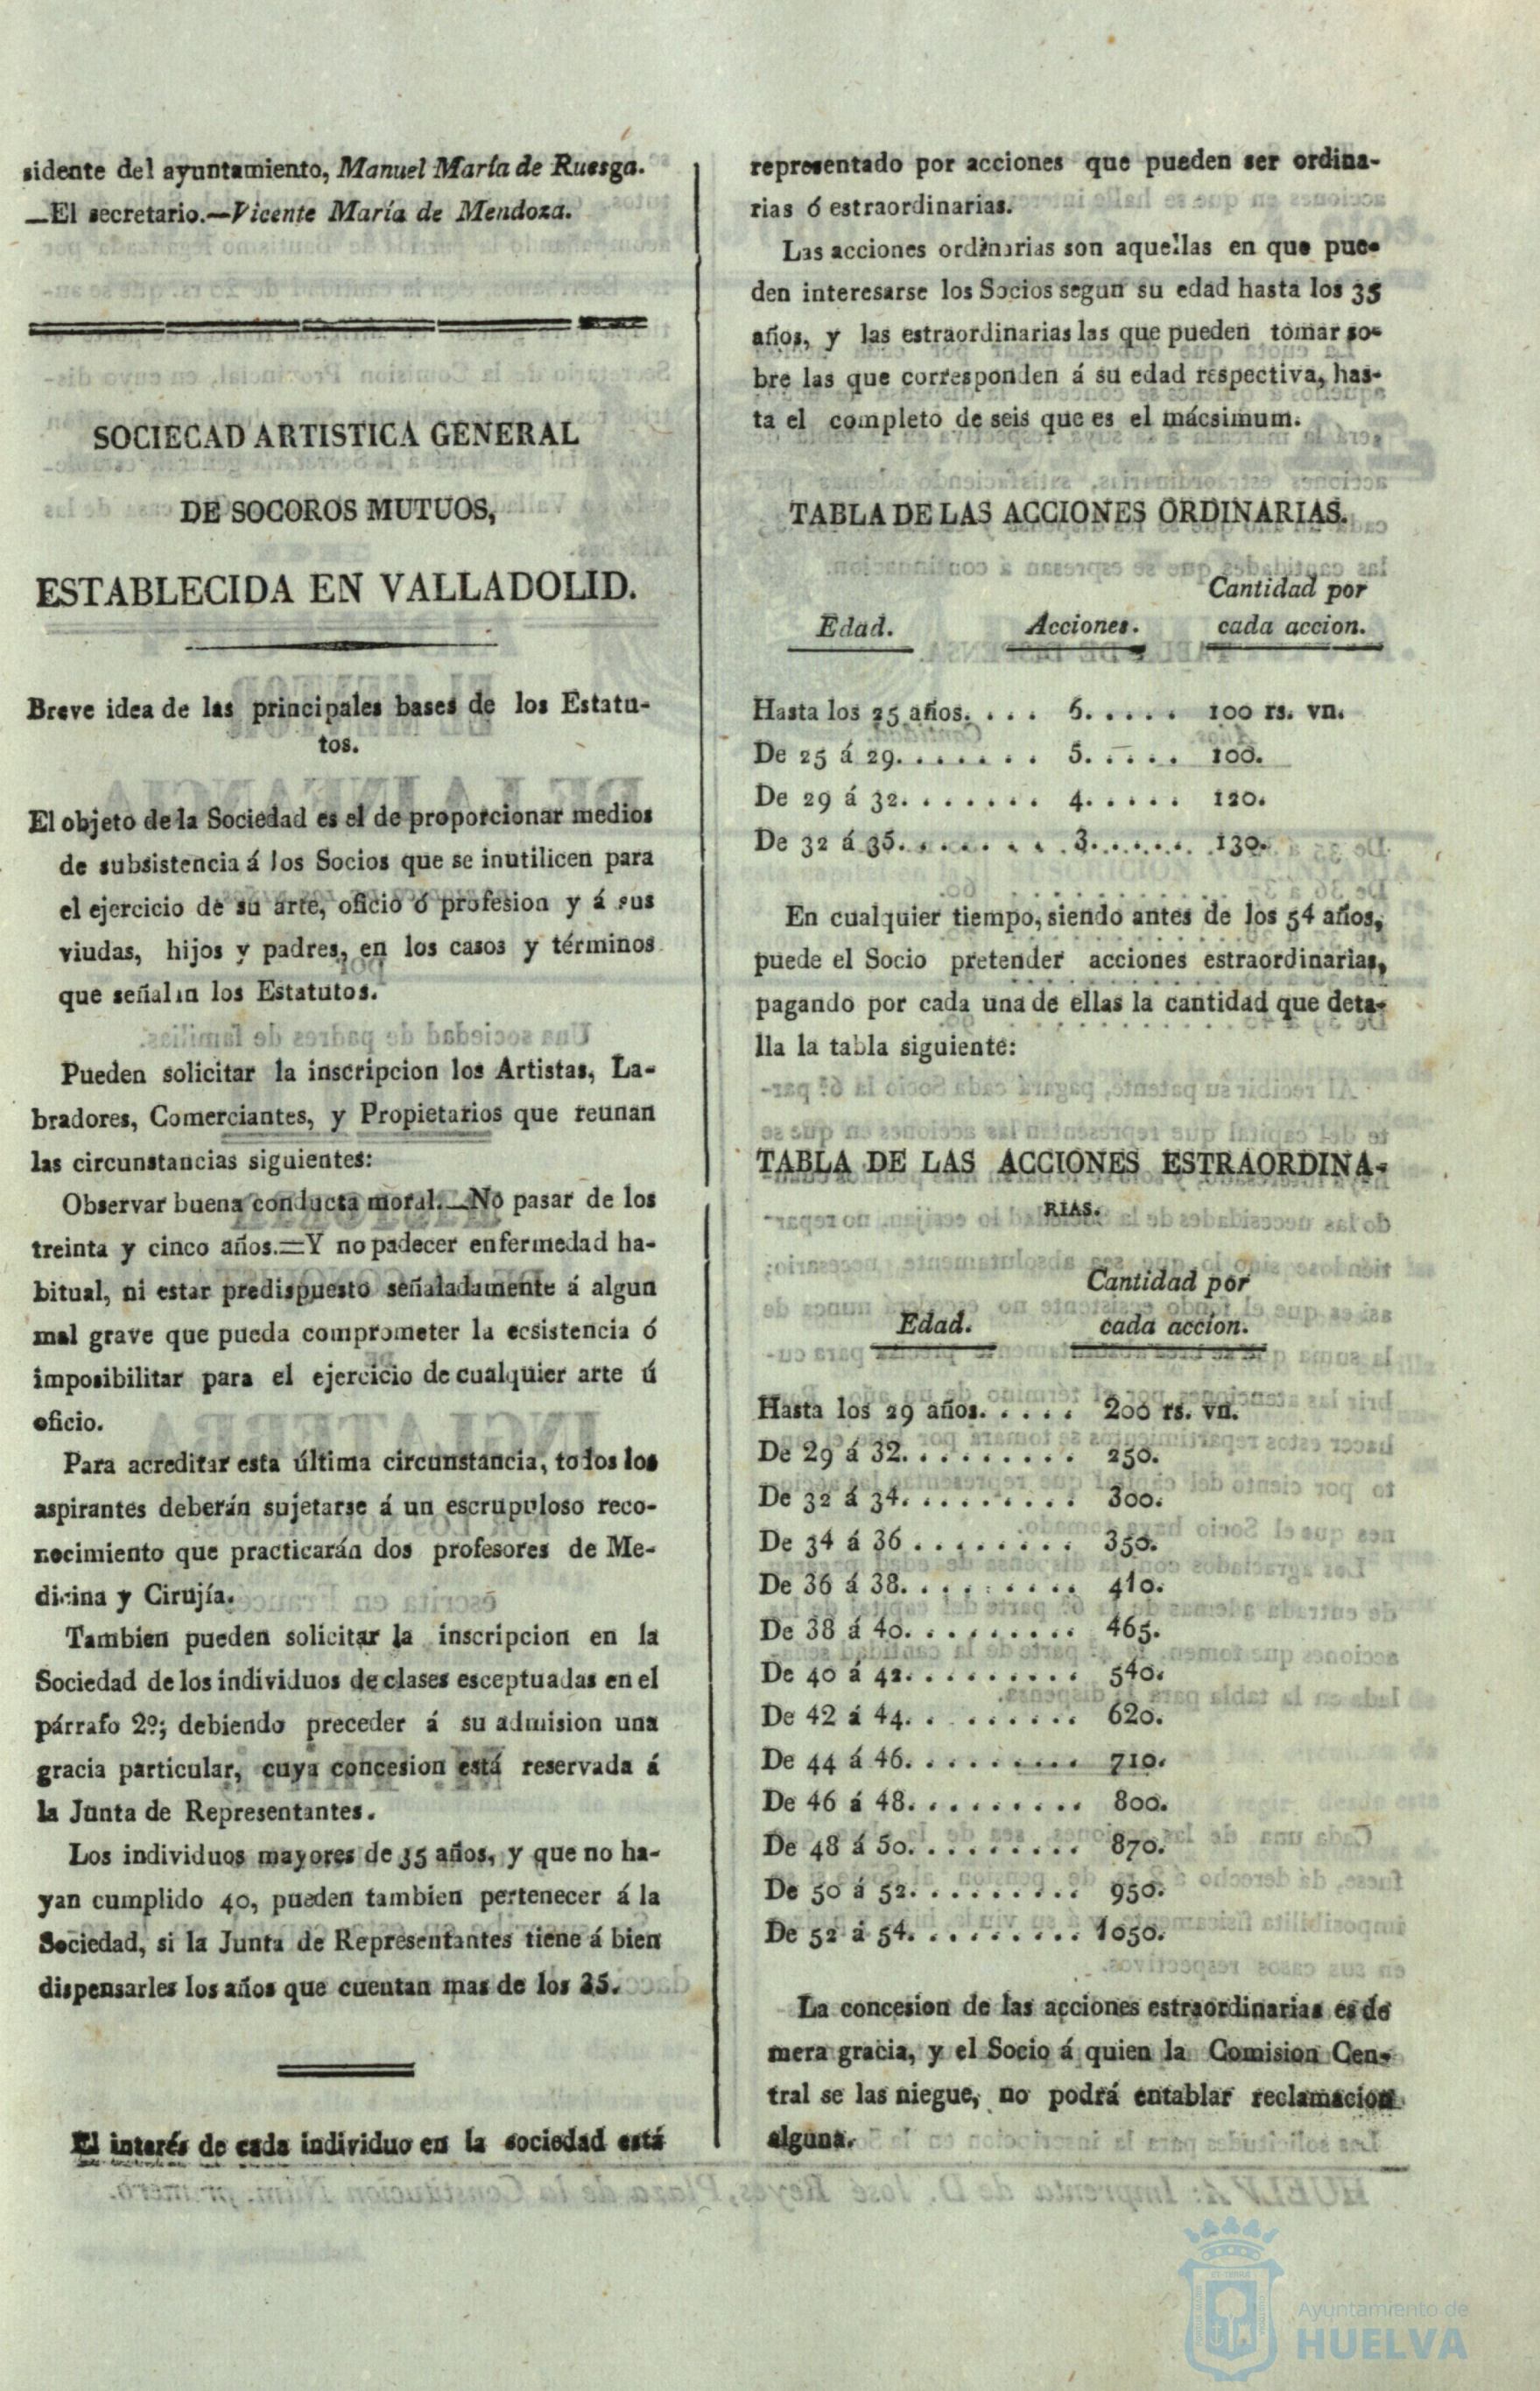 sidente del ayuntamiento, Manuel María de Ruesga.
—El secretario.—Vicente María de Mendoza.
SOCIECAD ARTISTICA GENERAL
DE SOCOROS MUTUOS,
ESTABLECIDA EN VALLADOLID.
Breve idea de las principales bases de los Estatu-
tos.
El objeto de la Sociedad es el de proporcionar medios
de subsistencia á los Socios que se inutilicen para
el ejercicio de su arte, oficio ó profesion y á sus
viudas, hijos y padres, en los casos y términos
que señalan los Estatutos.
Pueden solicitar la inscripcion los Artistas, La-
bradores, Comerciantes, y Propietarios que reunan
las circunstancias siguientes:
Observar buena conducta moral.—No pasar de los
treinta y cinco años.=Y no padecer enfermedad ha-
bitual, ni estar predispuesto señaladamente á algun
mal grave que pueda comprometer la ecsistencia ó
imposibilitar para el ejercicio de cualquier arte ú
oficio.
Para acreditar esta última circunstancia, todos los
aspirantes deberán sujetarse á un escrupuloso reco-
nocimiento que practicarán dos profesores de Me-
dicina y Cirujía.
Tambien pueden solicitar la inscripcion en la
Sociedad de los individuos de clases esceptuadas en el
párrafo 2º; debiendo preceder á su admision una
gracia particular, cuya concesion está reservada á
la Junta de Representantes.
Los individuos mayores de 35 años, y que no ha-
yan cumplido 40, pueden tambien pertenecer á la
Sociedad, si la Junta de Representantes tiene á bien
dispensarles los años que cuentan mas de los 35.
El interés de cada individuo en la sociedad está
representado por acciones que pueden ser ordina-
rias ó estraordinarias.
Las acciones ordinarias son aquellas en que pue-
den interesarse los Socios segun su edad hasta los 35
años, y las estraordinarias las que pueden tomar so-
bre las que corresponden á su edad respectiva, has-
ta el completo de seis que es el mácsimum.
TABLA DE LAS ACCIONES ORDINARIAS.
Cantidad por
Edad. Acciones. cada accion.
Hasta los 25 años. . . . 6. . . . . 100 rs. vn.
De 25 á 29. . . . . . . 5. . . . . 100.
De 29 á 32. . . . . . . 4. . . . . 120.
De 32 á 35. . . . . . . 3. . . . . . 130.
En cualquier tiempo, siendo antes de los 54 años,
puede el Socio pretender acciones estraordinarias,
pagando por cada una de ellas la cantidad que deta-
lla la tabla siguiente:
TABLA DE LAS ACCIONES ESTRAORDINA-
RIAS.
Cantidad por
Edad. cada accion.
Hasta los 29 años. . . . . 200 rs. vn.
De 29 á 32. . . . . . . . . 250.
De 32 á 34. . . . . . . . . 300.
De 34 á 36 . . . . . . . . 350.
De 36 á 38. . . . . . . . . 410.
De 38 á 40. . . . . . . . . 465.
De 40 á 42. . . . . . . . . 540.
De 42 á 44. . . . . . . . . 620.
De 44 á 46. . . . . . . . . 710.
De 46 á 48. . . . . . . . . 800.
De 48 á 50. . . . . . . . . 870.
De 50 á 52. . . . . . . . . 950.
De 52 á 54. . . . . . . . . 1050.
La concesion de las acciones estraordinarias es de
mera gracia, y el Socio á quien la Comision Cen-
tral se las niegue, no podrá entablar reclamacion
alguna.
Ayuntamiento de
HUELVA